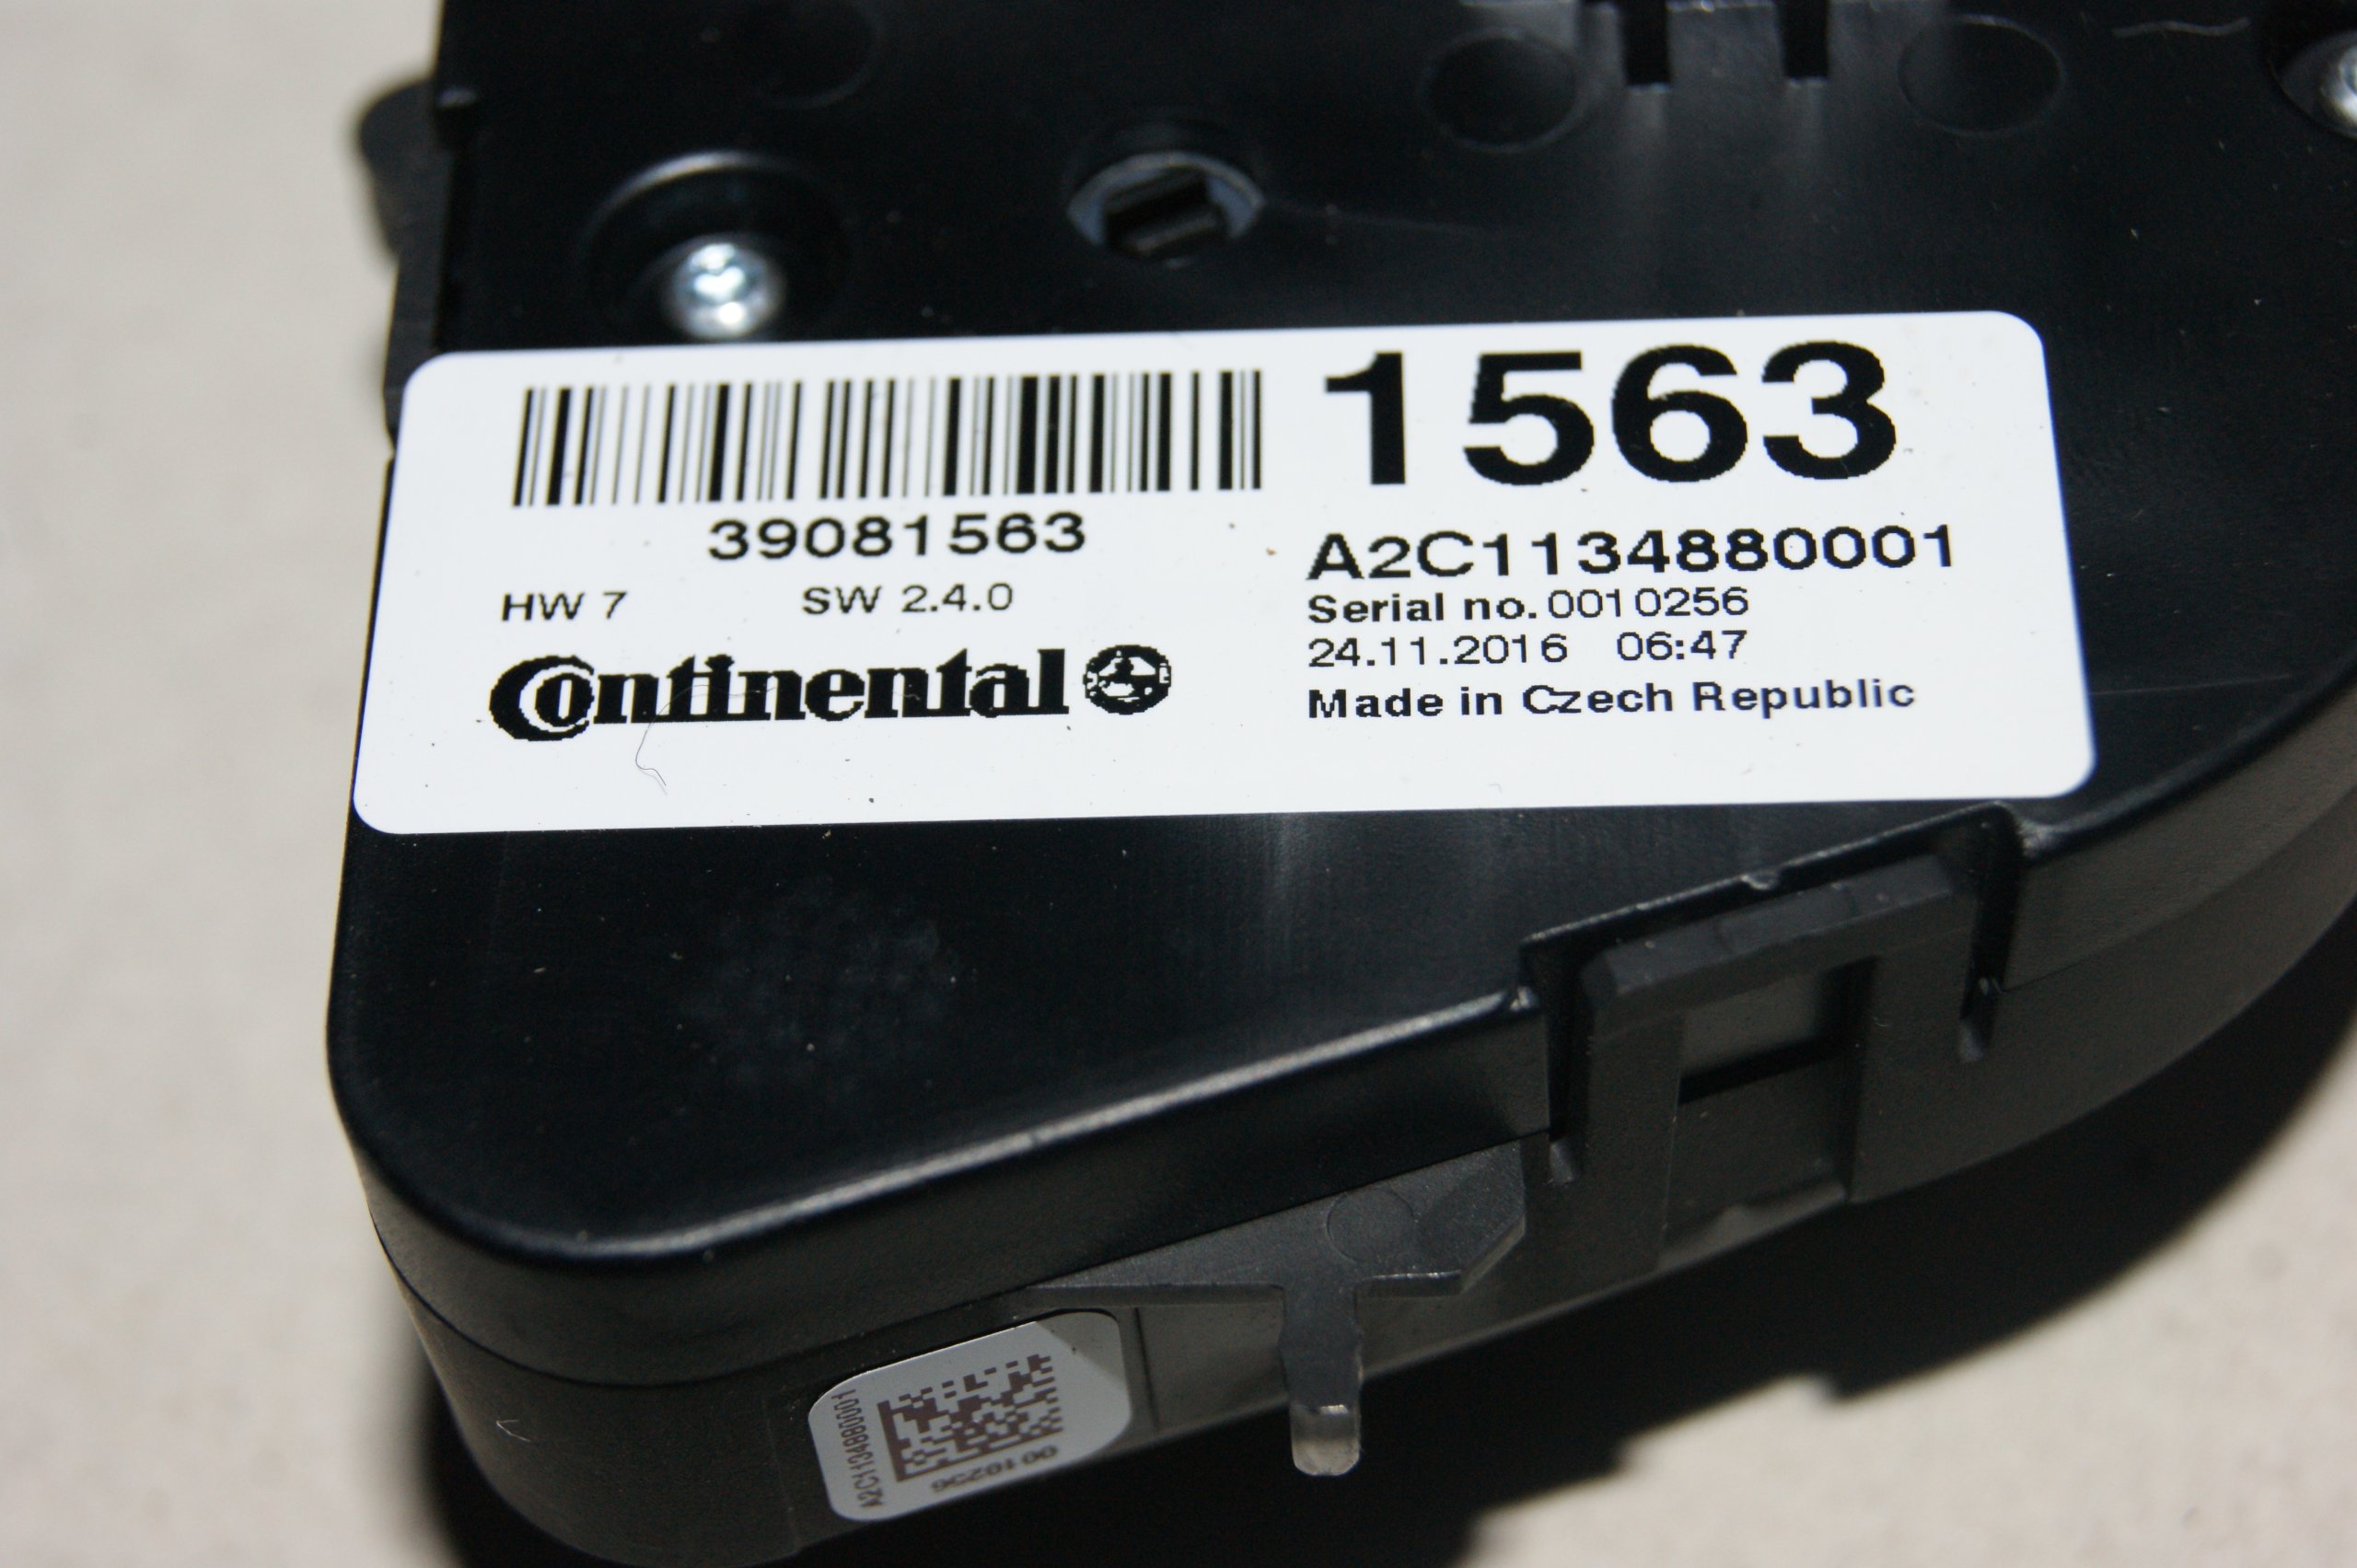 1563
39081563
A2C1134880001
HW 7 SW 2.4.0
Serial no.0010256
24.11.2016 06:47
Continental
Made in Czech Republic
A2C1134880001
0010256